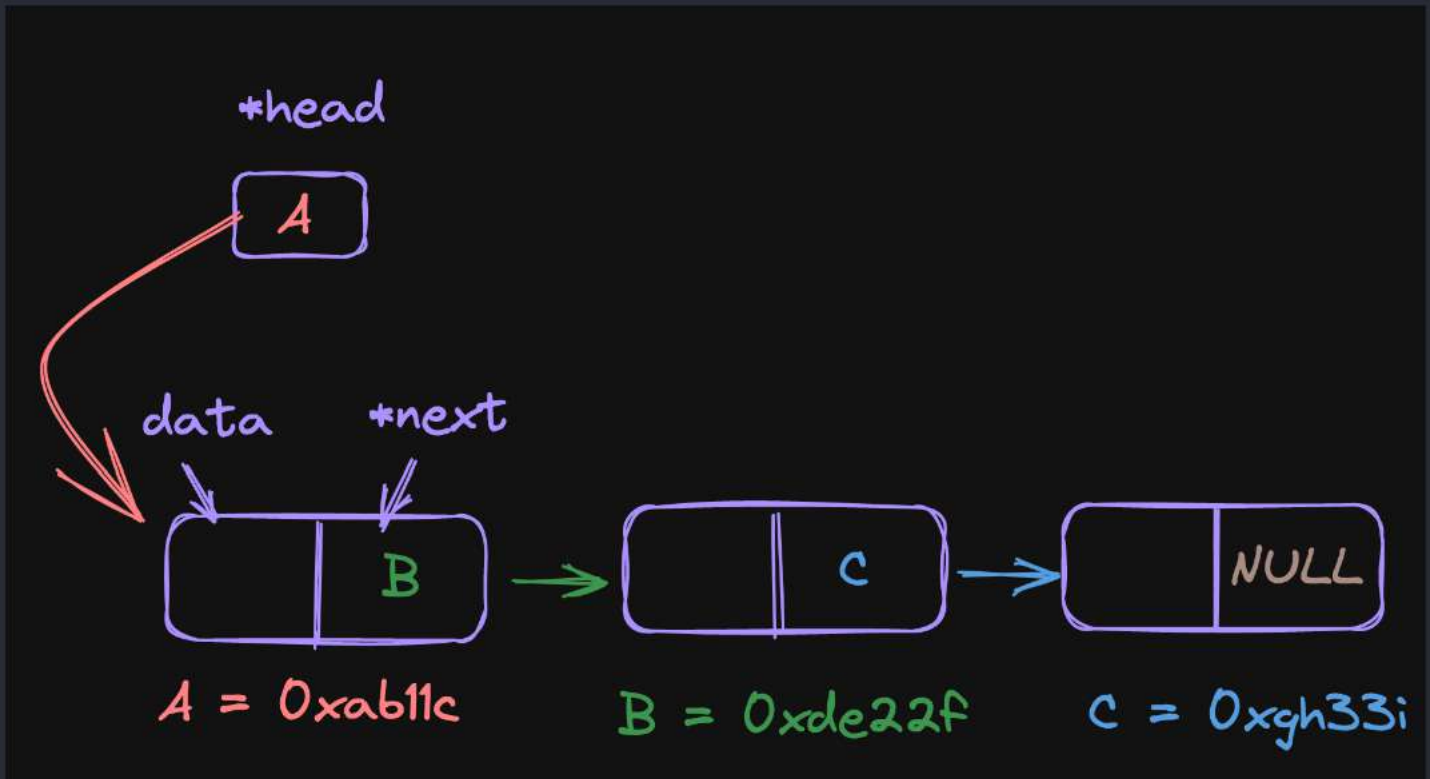 *head
A
data *next
B C NULL
A = 0xab11c B = 0xde22f C = 0xgh33i